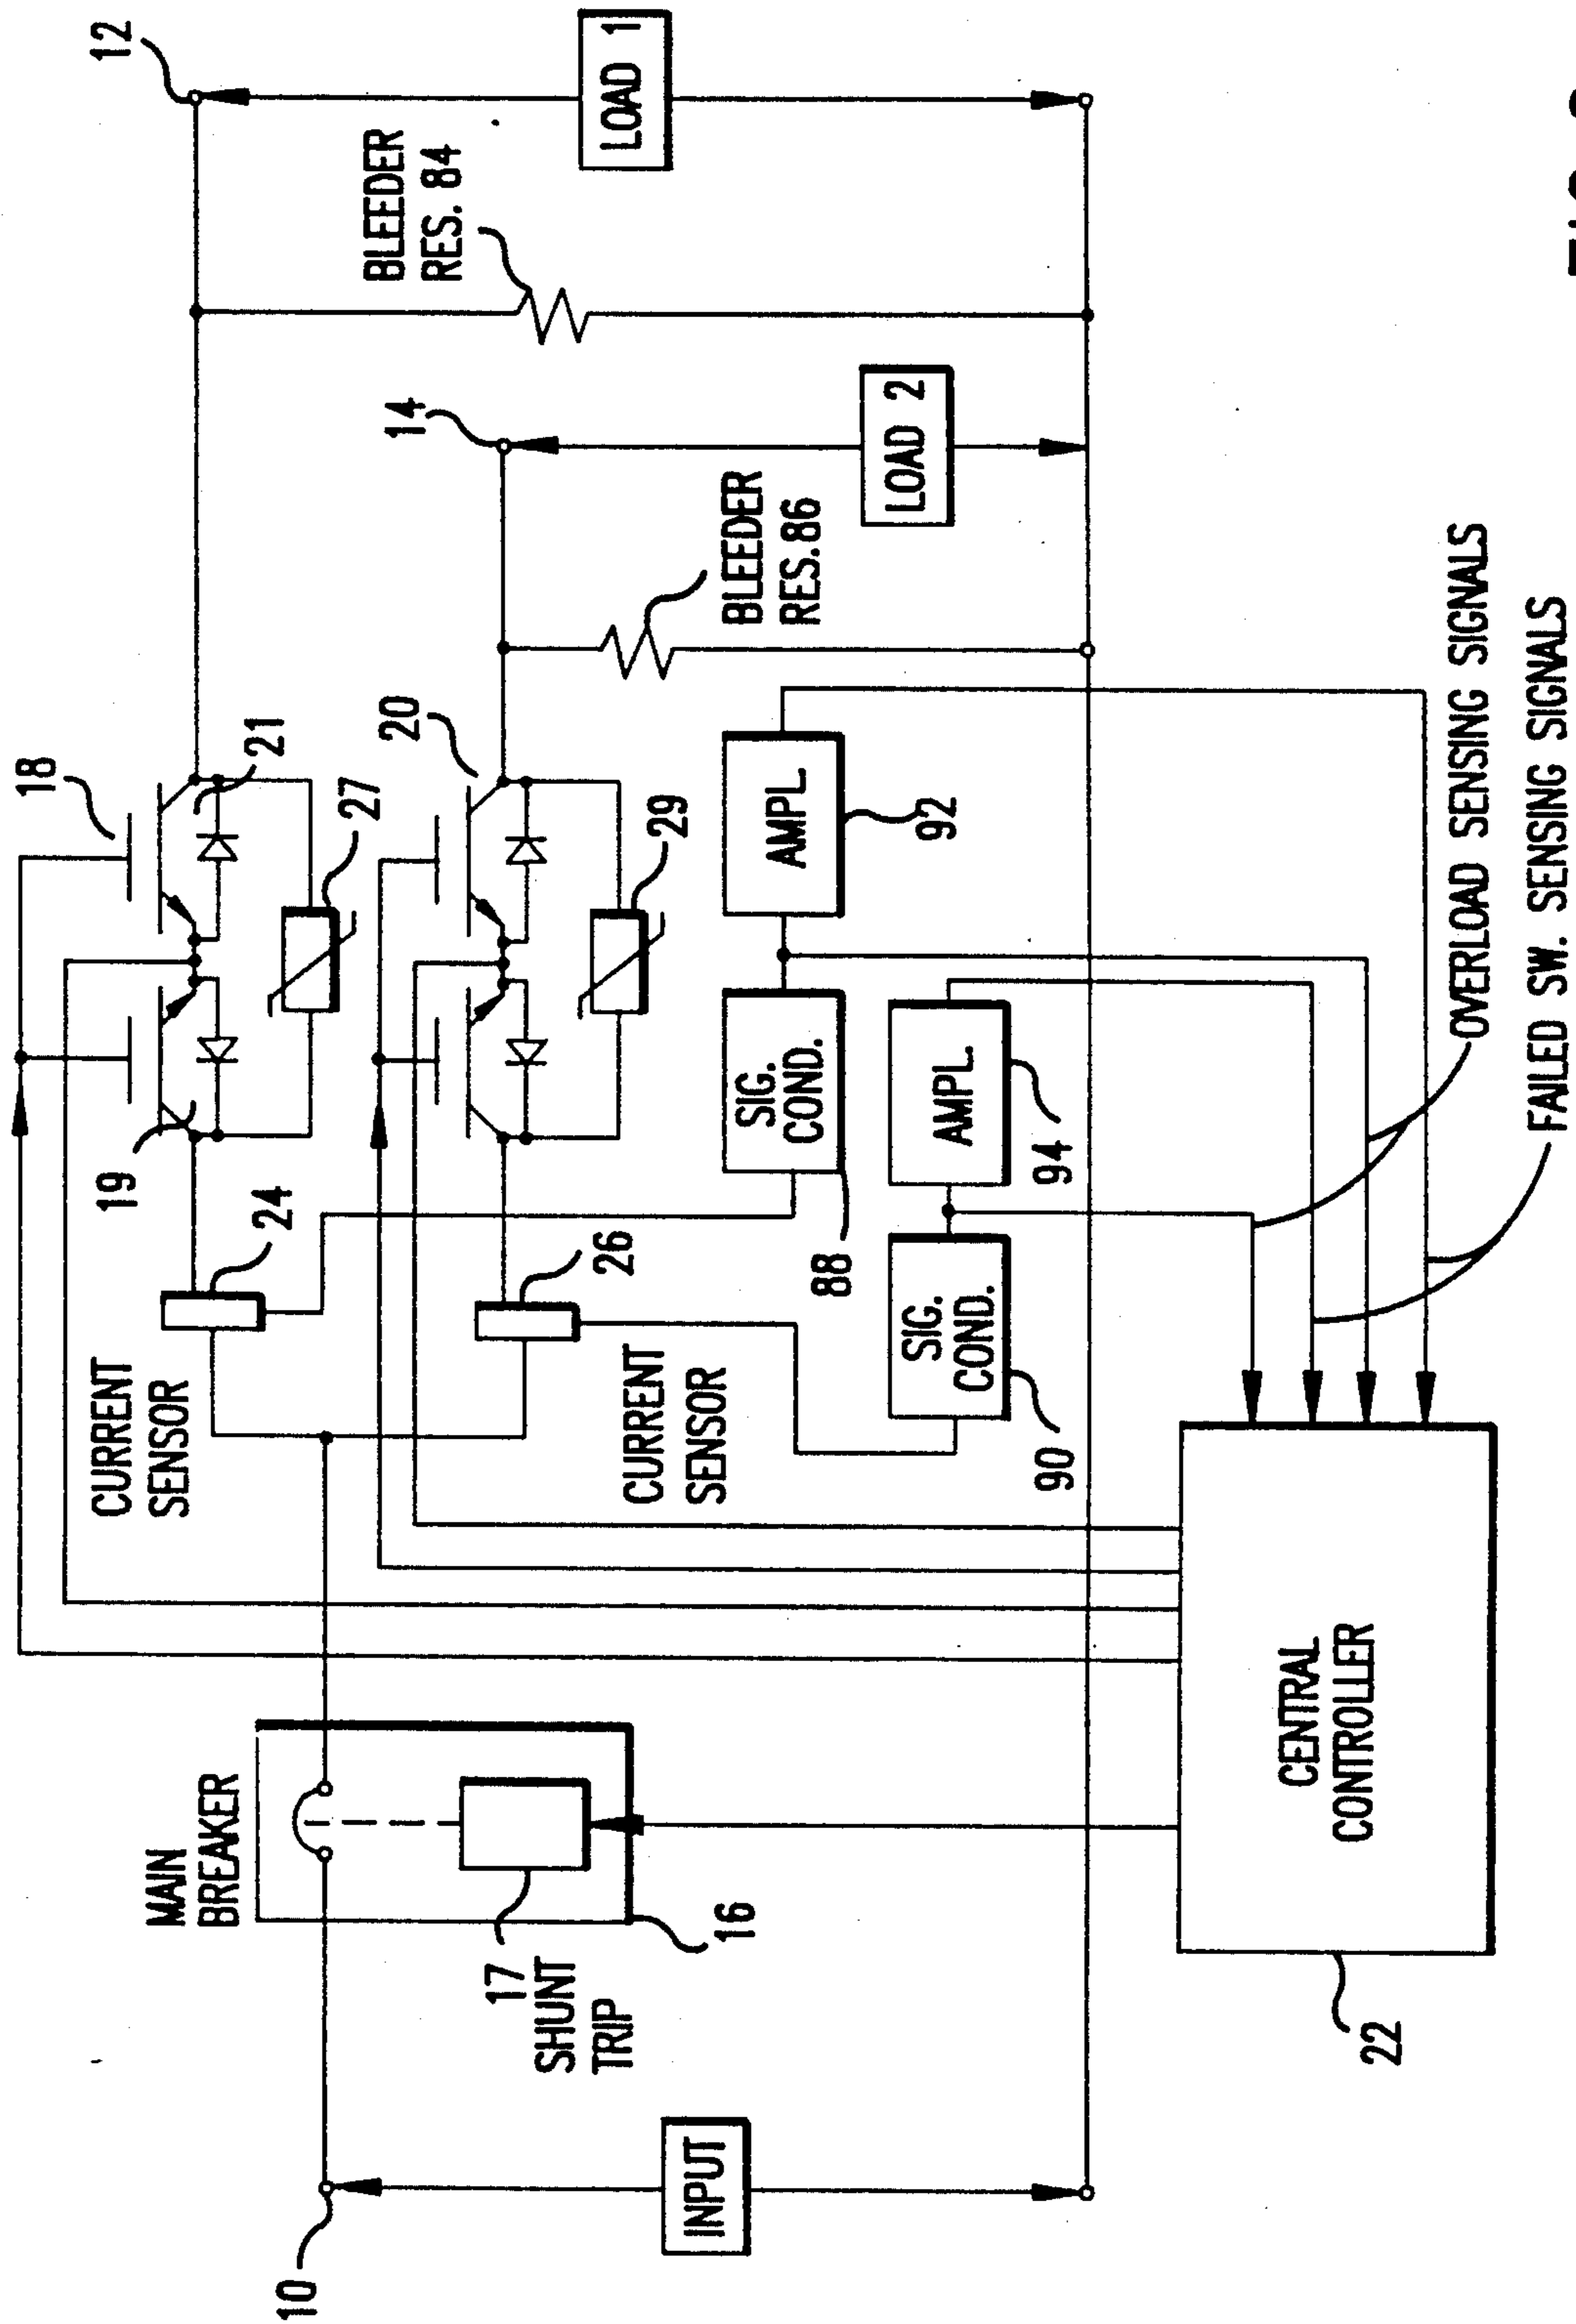 12
LOAD 1
BLEEDER
RES. 84
14
LOAD 2
BLEEDER
RES.86
18
21
27
20
29
AMPL.
92
19
24
CURRENT
SENSOR
26
CURRENT
SENSOR
SIG.
COND.
88
AMPL.
94
SIG.
COND.
90
OVERLOAD SENSING SIGNALS
FAILED SW. SENSING SIGNALS
MAIN
BREAKER
17
SHUNT
TRIP
16
CENTRAL
CONTROLLER
22
10
INPUT